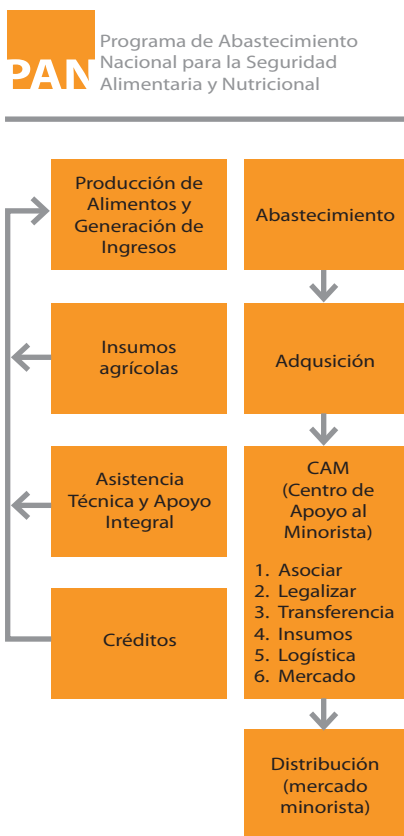 PAN
Programa de Abastecimiento
Nacional para la Seguridad
Alimentaria y Nutricional
Producción de
Alimentos y
Generación de
Ingresos
Insumos
agrícolas
Asistencia
Técnica y Apoyo
Integral
Créditos
Abastecimiento
Adqusición
CAM
(Centro de
Apoyo al
Minorista)
1. Asociar
2. Legalizar
3. Transferencia
4. Insumos
5. Logística
6. Mercado
Distribución
(mercado
minorista)